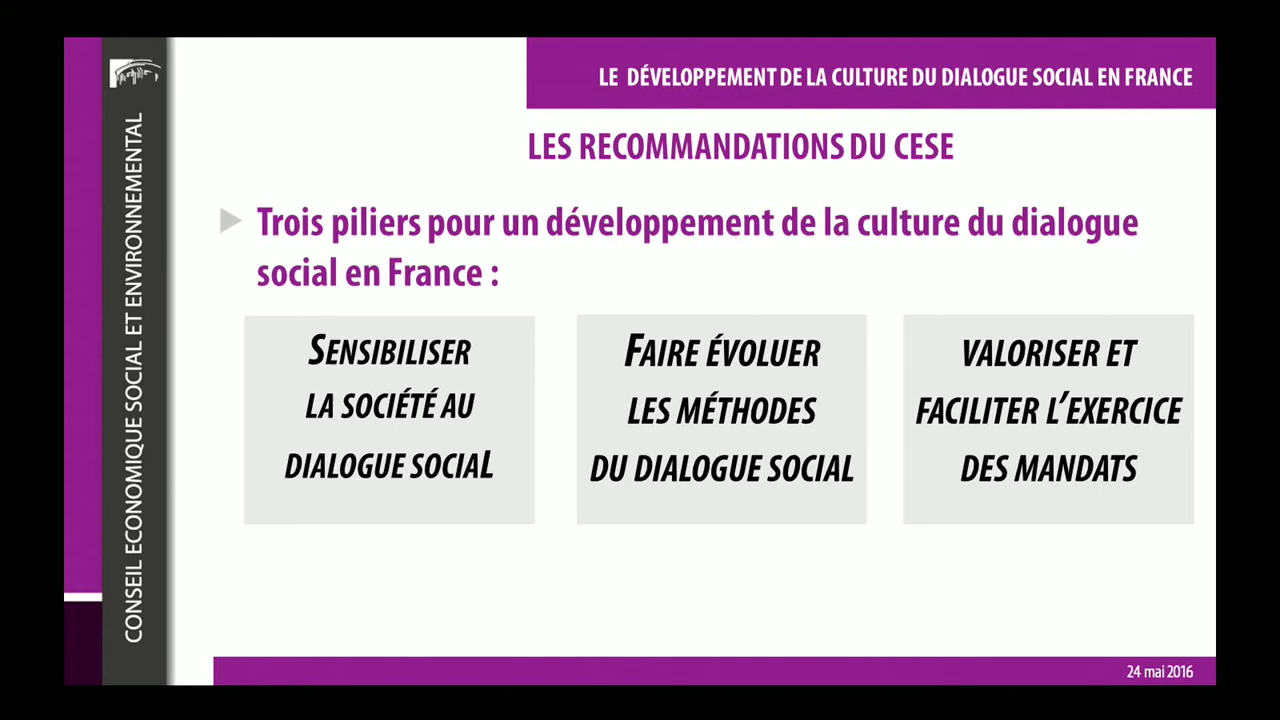 LE DÉVELOPPEMENT DE LA CULTURE DU DIALOGUE SOCIAL EN FRANCE
LES RECOMMANDATIONS DU CESE
Trois piliers pour un développement de la culture du dialogue
social en France :
SENSIBILISER
LA SOCIÉTÉ AU
DIALOGUE SOCIAL
FAIRE ÉVOLUER
LES MÉTHODES
DU DIALOGUE SOCIAL
VALORISER ET
FACILITER L'EXERCICE
DES MANDATS
CONSEIL ECONOMIQUE SOCIAL ET ENVIRONNEMENTAL
24 mai 2016